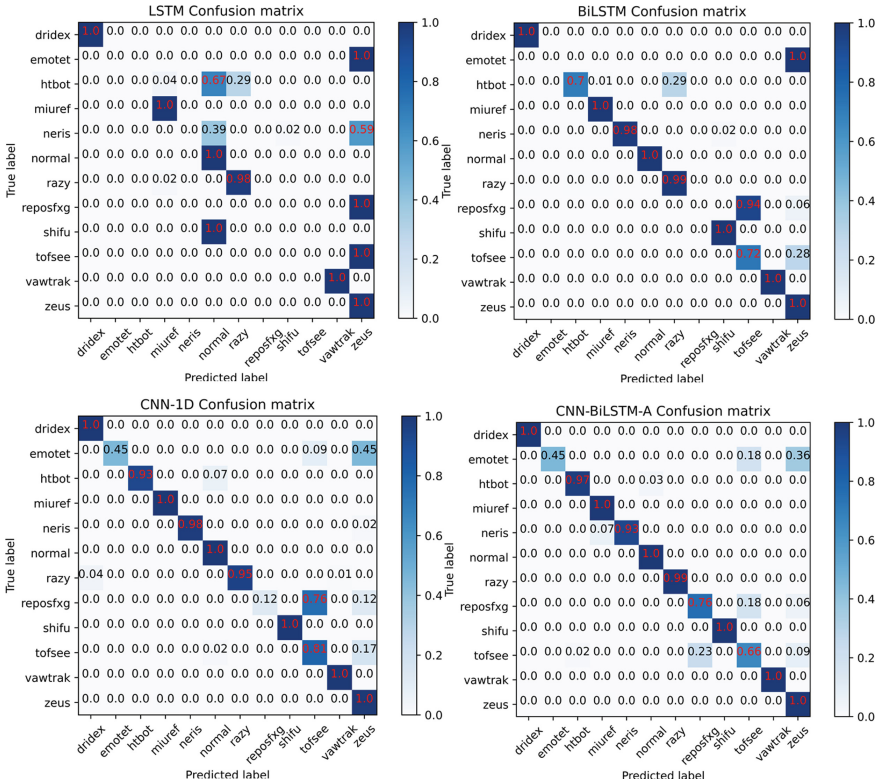 LSTM Confusion matrix
True label
dridex 1.0 0.0 0.0 0.0 0.0 0.0 0.0 0.0 0.0 0.0 0.0 0.0
emotet 0.0 0.0 0.0 0.0 0.0 0.0 0.0 0.0 0.0 0.0 0.0 1.0
htbot 0.0 0.0 0.0 0.04 0.0 0.67 0.29 0.0 0.0 0.0 0.0 0.0
miuref 0.0 0.0 0.0 1.0 0.0 0.0 0.0 0.0 0.0 0.0 0.0 0.0
neris 0.0 0.0 0.0 0.0 0.0 0.39 0.0 0.0 0.02 0.0 0.0 0.59
normal 0.0 0.0 0.0 0.0 0.0 1.0 0.0 0.0 0.0 0.0 0.0 0.0
razy 0.0 0.0 0.0 0.02 0.0 0.0 0.98 0.0 0.0 0.0 0.0 0.0
reposfxg 0.0 0.0 0.0 0.0 0.0 0.0 0.0 0.0 0.0 0.0 0.0 1.0
shifu 0.0 0.0 0.0 0.0 0.0 1.0 0.0 0.0 0.0 0.0 0.0 0.0
tofsee 0.0 0.0 0.0 0.0 0.0 0.0 0.0 0.0 0.0 0.0 0.0 1.0
vawtrak 0.0 0.0 0.0 0.0 0.0 0.0 0.0 0.0 0.0 0.0 1.0 0.0
zeus 0.0 0.0 0.0 0.0 0.0 0.0 0.0 0.0 0.0 0.0 0.0 1.0
dridex emotet htbot miuref neris normal razy reposfxg shifu tofsee vawtrak zeus
Predicted label
1.0
0.8
0.6
0.4
0.2
0.0
BiLSTM Confusion matrix
True label
dridex 1.0 0.0 0.0 0.0 0.0 0.0 0.0 0.0 0.0 0.0 0.0 0.0
emotet 0.0 0.0 0.0 0.0 0.0 0.0 0.0 0.0 0.0 0.0 0.0 1.0
htbot 0.0 0.0 0.7 0.01 0.0 0.0 0.29 0.0 0.0 0.0 0.0 0.0
miuref 0.0 0.0 0.0 1.0 0.0 0.0 0.0 0.0 0.0 0.0 0.0 0.0
neris 0.0 0.0 0.0 0.0 0.98 0.0 0.0 0.0 0.02 0.0 0.0 0.0
normal 0.0 0.0 0.0 0.0 0.0 1.0 0.0 0.0 0.0 0.0 0.0 0.0
razy 0.0 0.0 0.0 0.0 0.0 0.0 0.99 0.0 0.0 0.0 0.0 0.0
reposfxg 0.0 0.0 0.0 0.0 0.0 0.0 0.0 0.0 0.0 0.94 0.0 0.06
shifu 0.0 0.0 0.0 0.0 0.0 0.0 0.0 0.0 1.0 0.0 0.0 0.0
tofsee 0.0 0.0 0.0 0.0 0.0 0.0 0.0 0.0 0.0 0.72 0.0 0.28
vawtrak 0.0 0.0 0.0 0.0 0.0 0.0 0.0 0.0 0.0 0.0 1.0 0.0
zeus 0.0 0.0 0.0 0.0 0.0 0.0 0.0 0.0 0.0 0.0 0.0 1.0
dridex emotet htbot miuref neris normal razy reposfxg shifu tofsee vawtrak zeus
Predicted label
1.0
0.8
0.6
0.4
0.2
0.0
CNN-1D Confusion matrix
True label
dridex 1.0 0.0 0.0 0.0 0.0 0.0 0.0 0.0 0.0 0.0 0.0 0.0
emotet 0.0 0.45 0.0 0.0 0.0 0.0 0.0 0.0 0.0 0.09 0.0 0.45
htbot 0.0 0.0 0.93 0.0 0.0 0.07 0.0 0.0 0.0 0.0 0.0 0.0
miuref 0.0 0.0 0.0 1.0 0.0 0.0 0.0 0.0 0.0 0.0 0.0 0.0
neris 0.0 0.0 0.0 0.0 0.98 0.0 0.0 0.0 0.0 0.0 0.0 0.02
normal 0.0 0.0 0.0 0.0 0.0 1.0 0.0 0.0 0.0 0.0 0.0 0.0
razy 0.04 0.0 0.0 0.0 0.0 0.0 0.95 0.0 0.0 0.0 0.01 0.0
reposfxg 0.0 0.0 0.0 0.0 0.0 0.0 0.0 0.12 0.0 0.76 0.0 0.12
shifu 0.0 0.0 0.0 0.0 0.0 0.0 0.0 0.0 1.0 0.0 0.0 0.0
tofsee 0.0 0.0 0.0 0.0 0.0 0.02 0.0 0.0 0.0 0.81 0.0 0.17
vawtrak 0.0 0.0 0.0 0.0 0.0 0.0 0.0 0.0 0.0 0.0 1.0 0.0
zeus 0.0 0.0 0.0 0.0 0.0 0.0 0.0 0.0 0.0 0.0 0.0 1.0
dridex emotet htbot miuref neris normal razy reposfxg shifu tofsee vawtrak zeus
Predicted label
1.0
0.8
0.6
0.4
0.2
0.0
CNN-BiLSTM-A Confusion matrix
True label
dridex 1.0 0.0 0.0 0.0 0.0 0.0 0.0 0.0 0.0 0.0 0.0 0.0
emotet 0.0 0.45 0.0 0.0 0.0 0.0 0.0 0.0 0.0 0.18 0.0 0.36
htbot 0.0 0.0 0.97 0.0 0.0 0.03 0.0 0.0 0.0 0.0 0.0 0.0
miuref 0.0 0.0 0.0 1.0 0.0 0.0 0.0 0.0 0.0 0.0 0.0 0.0
neris 0.0 0.0 0.0 0.07 0.93 0.0 0.0 0.0 0.0 0.0 0.0 0.0
normal 0.0 0.0 0.0 0.0 0.0 1.0 0.0 0.0 0.0 0.0 0.0 0.0
razy 0.0 0.0 0.0 0.0 0.0 0.0 0.99 0.0 0.0 0.0 0.0 0.0
reposfxg 0.0 0.0 0.0 0.0 0.0 0.0 0.0 0.76 0.0 0.18 0.0 0.06
shifu 0.0 0.0 0.0 0.0 0.0 0.0 0.0 0.0 1.0 0.0 0.0 0.0
tofsee 0.0 0.0 0.02 0.0 0.0 0.0 0.0 0.23 0.0 0.66 0.0 0.09
vawtrak 0.0 0.0 0.0 0.0 0.0 0.0 0.0 0.0 0.0 0.0 1.0 0.0
zeus 0.0 0.0 0.0 0.0 0.0 0.0 0.0 0.0 0.0 0.0 0.0 1.0
dridex emotet htbot miuref neris normal razy reposfxg shifu tofsee vawtrak zeus
Predicted label
1.0
0.8
0.6
0.4
0.2
0.0